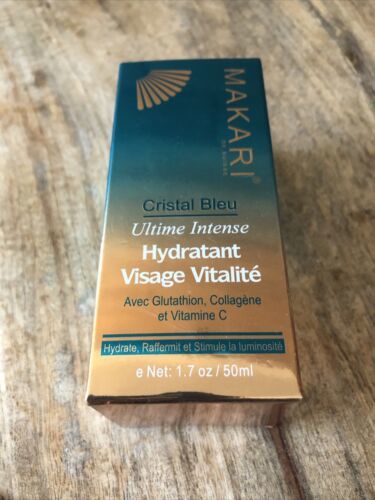 MAKARI®
DE SUISSE
Cristal Bleu
Ultime Intense
Hydratant
Visage Vitalité
Avec Glutathion, Collagène
et Vitamine C
Hydrate, Raffermit et Stimule la luminosité
e Net: 1.7 oz / 50ml